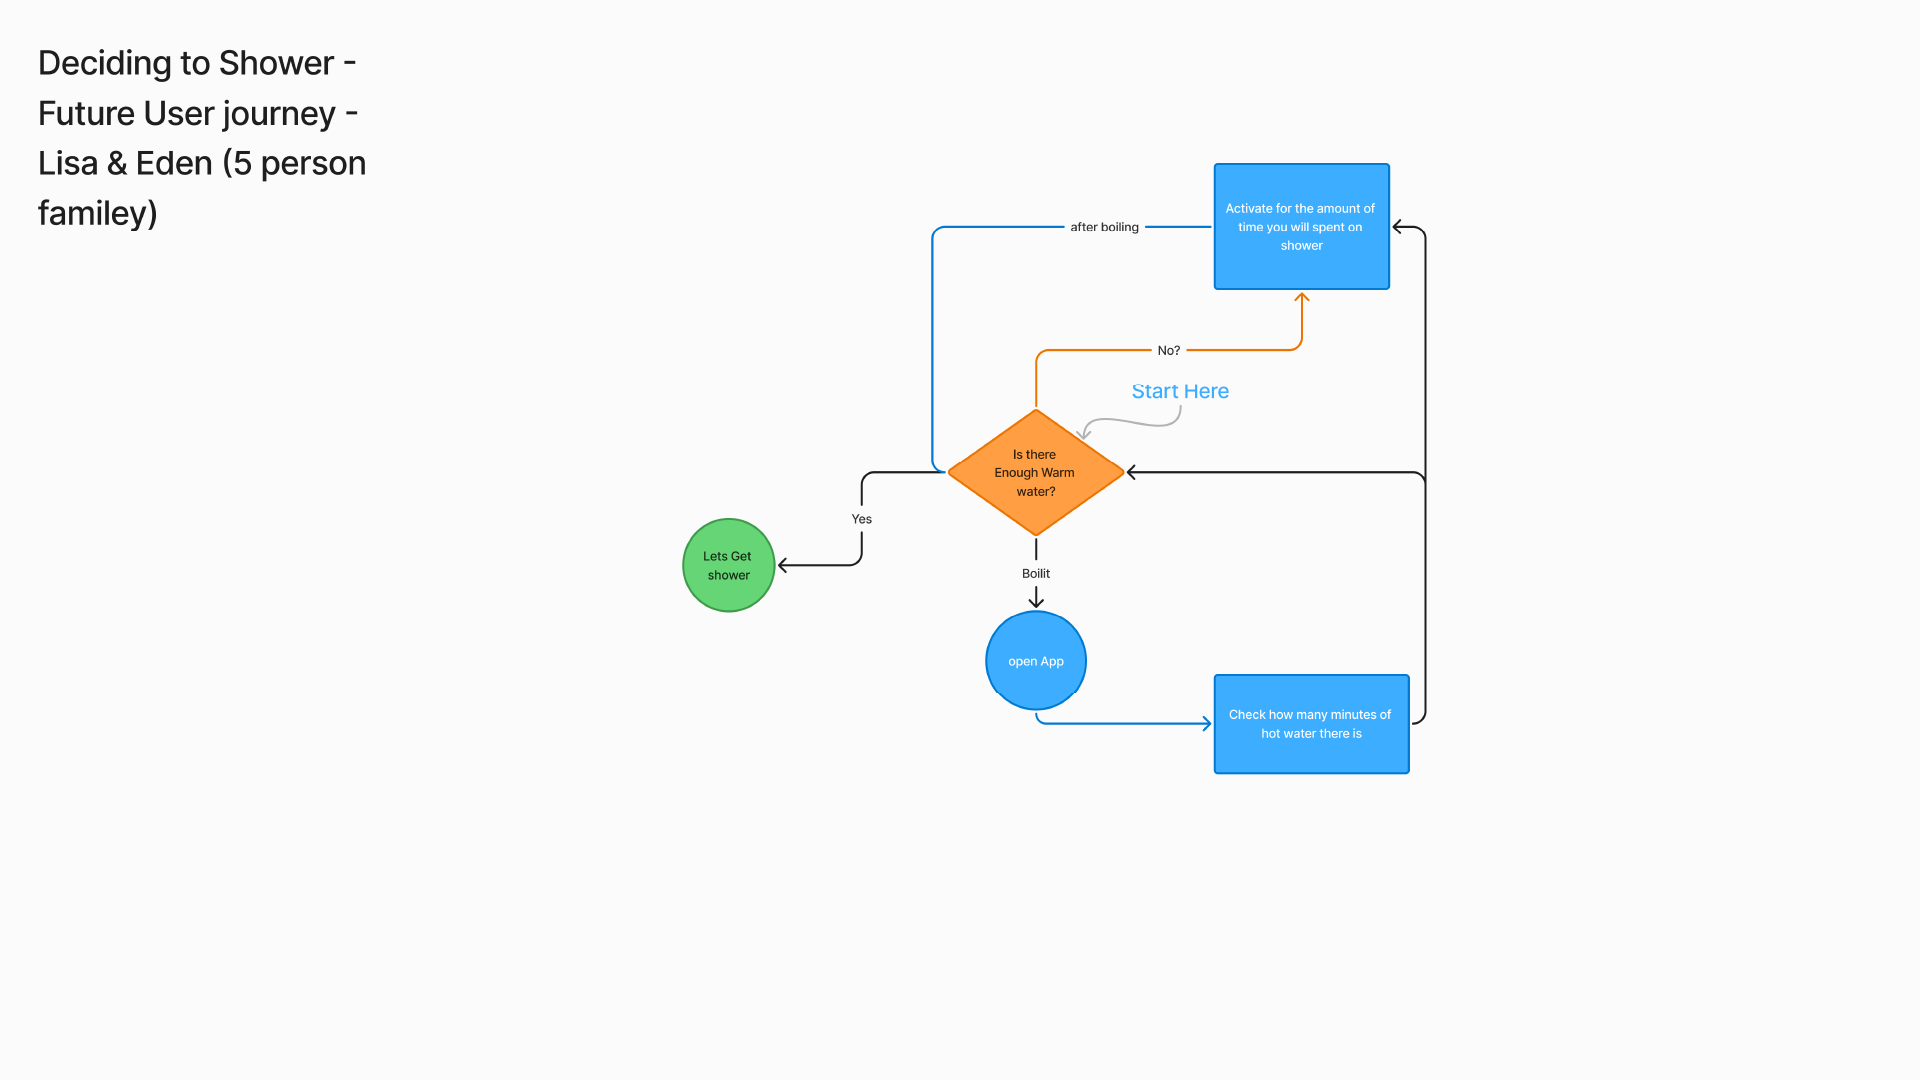 Deciding to Shower -
Future User journey -
Lisa & Eden (5 person
familey)
Activate for the amount of
time you will spent on
shower
after boiling
No?
Start Here
Is there
Enough Warm
water?
Yes
Lets Get
shower
Boilit
open App
Check how many minutes of
hot water there is